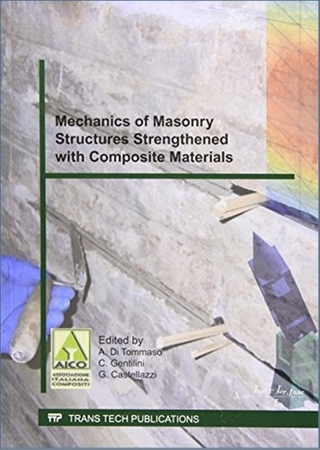 Mechanics of Masonry
Structures Strengthened
with Composite Materials
Edited by
A. Di Tommaso
C. Gentilini
G. Castellazzi
AICO
ASSOCIAZIONE
ITALIANA
COMPOSITI
TTP TRANS TECH PUBLICATIONS